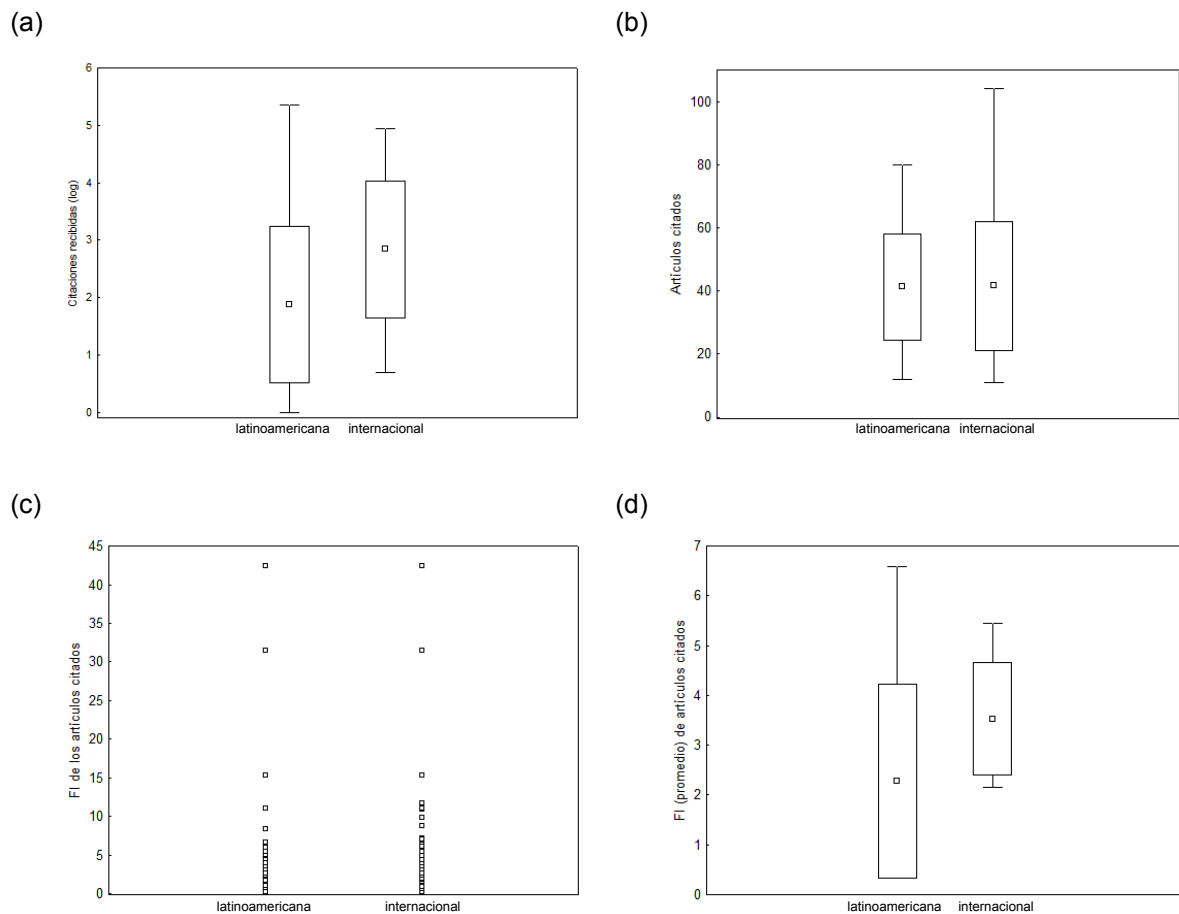 (a)
6
5
4
3
2
1
0
Citaciones recibidas (log)
latinoamericana internacional
(b)
100
80
60
40
20
0
Artículos citados
latinoamericana internacional
(c)
45
40
35
30
25
20
15
10
5
0
FI de los artículos citados
latinoamericana internacional
(d)
7
6
5
4
3
2
1
0
FI (promedio) de artículos citados
latinoamericana internacional